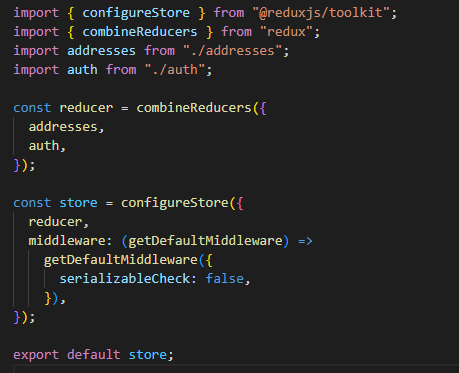 import { configureStore } from "@reduxjs/toolkit";
import { combineReducers } from "redux";
import addresses from "./addresses";
import auth from "./auth";

const reducer = combineReducers({
  addresses,
  auth,
});

const store = configureStore({
  reducer,
  middleware: (getDefaultMiddleware) =>
    getDefaultMiddleware({
      serializableCheck: false,
    }),
});

export default store;